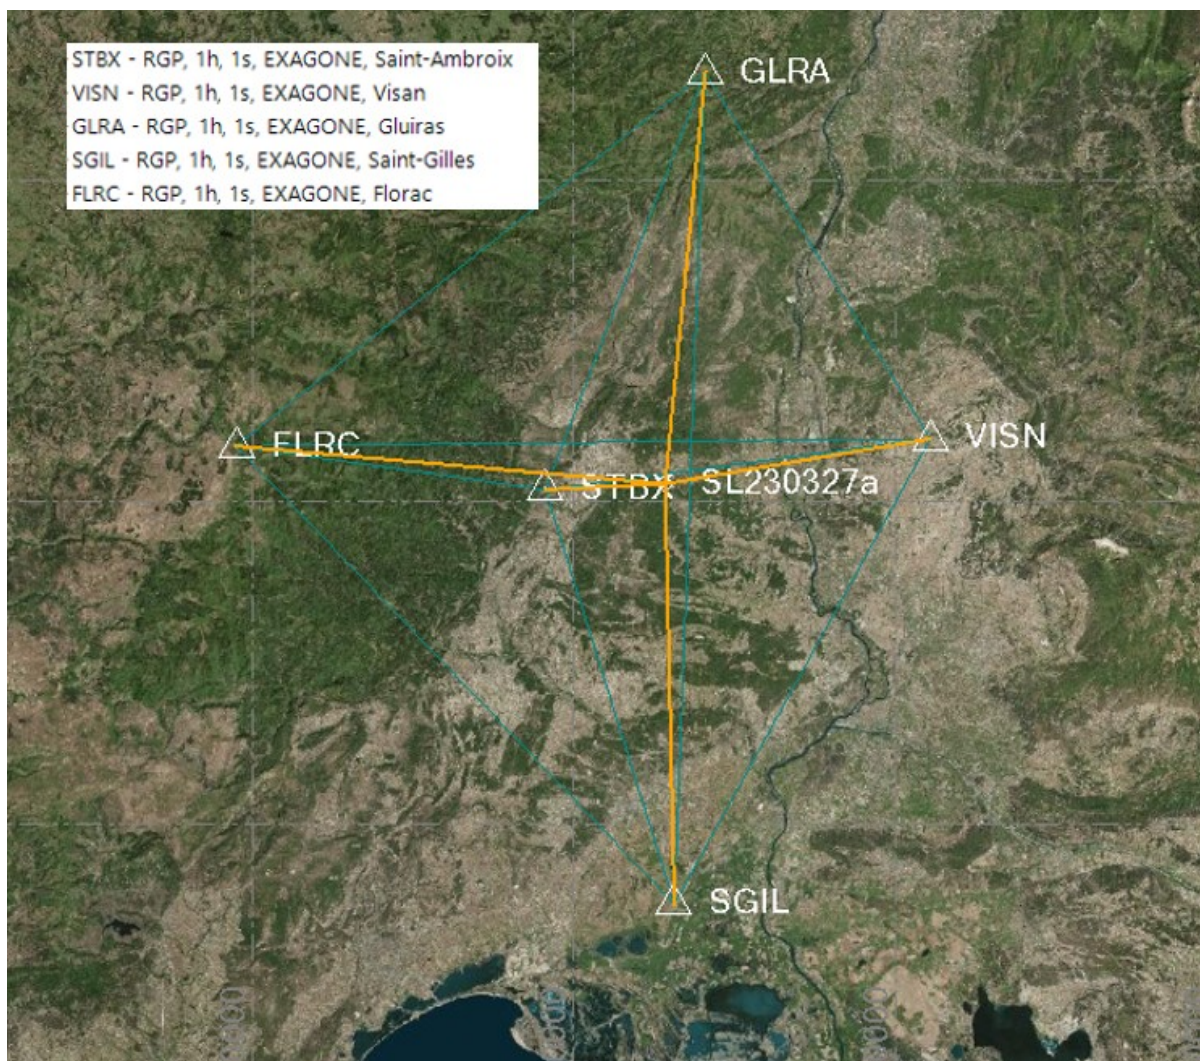 STBX - RGP, 1h, 1s, EXAGONE, Saint-Ambroix
VISN - RGP, 1h, 1s, EXAGONE, Visan
GLRA - RGP, 1h, 1s, EXAGONE, Gluiras
SGIL - RGP, 1h, 1s, EXAGONE, Saint-Gilles
FLRC - RGP, 1h, 1s, EXAGONE, Florac
GLRA
FLRC
VISN
STBX
SL230327a
SGIL